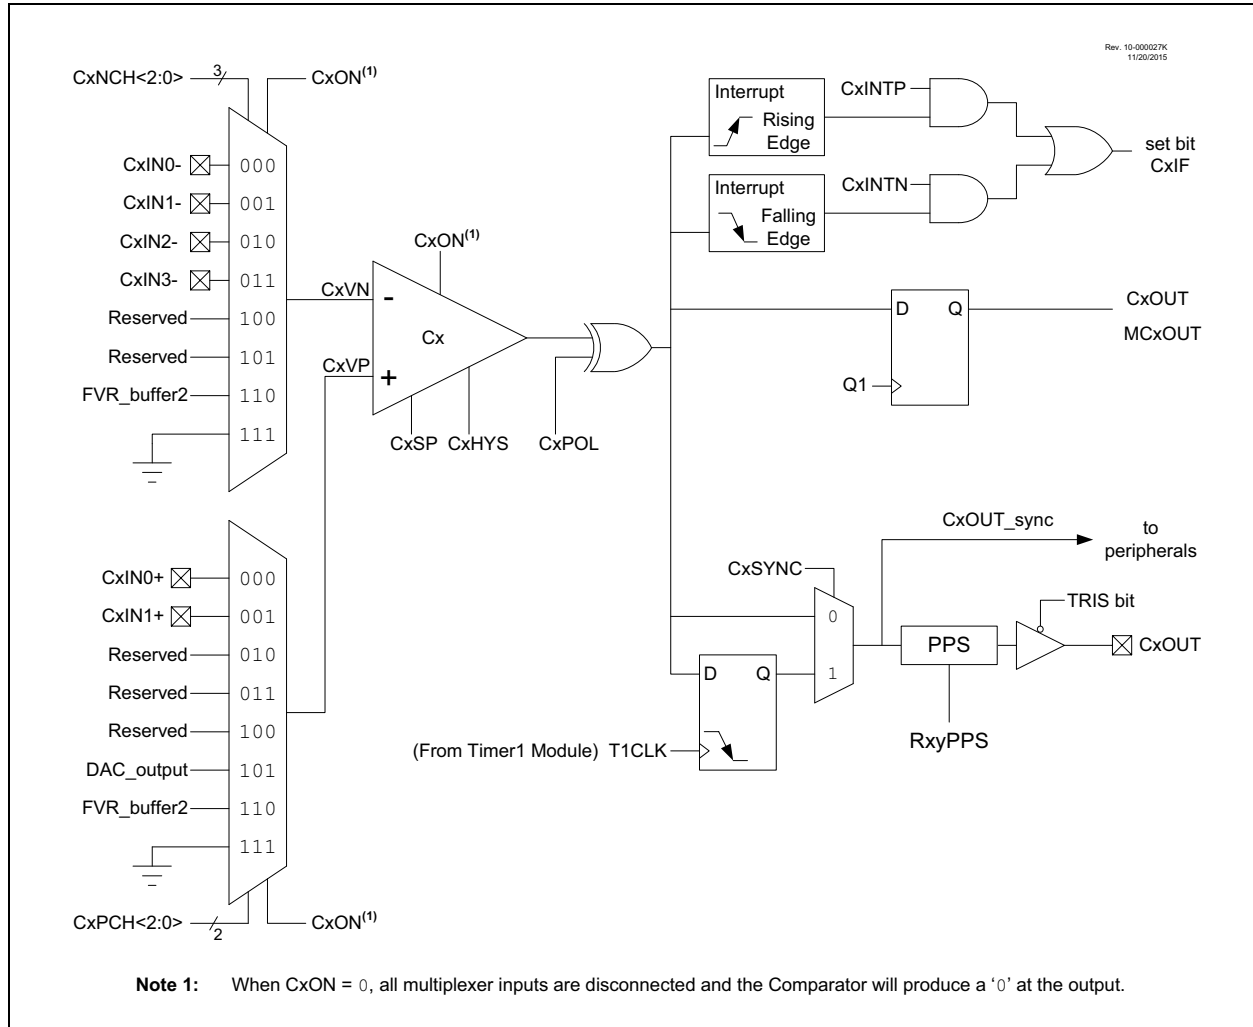 Rev. 10-000027K
11/20/2015
CxNCH<2:0>
3
CxON(1)
CxIN0-
000
CxIN1-
001
CxIN2-
010
CxIN3-
011
Reserved
100
Reserved
101
FVR_buffer2
110
111
CxVN
-
CxON(1)
Cx
CxVP
+
CxSP
CxHYS
CxPOL
Interrupt
Rising
Edge
CxINTP
Interrupt
Falling
Edge
CxINTN
set bit
CxIF
D
Q
Q1
CxOUT
MCxOUT
CxIN0+
000
CxIN1+
001
Reserved
010
Reserved
011
Reserved
100
DAC_output
101
FVR_buffer2
110
111
CxPCH<2:0>
2
CxON(1)
CxOUT_sync
to
peripherals
CxSYNC
0
1
D
Q
(From Timer1 Module) T1CLK
PPS
RxyPPS
TRIS bit
CxOUT
Note 1: When CxON = 0, all multiplexer inputs are disconnected and the Comparator will produce a ‘0’ at the output.